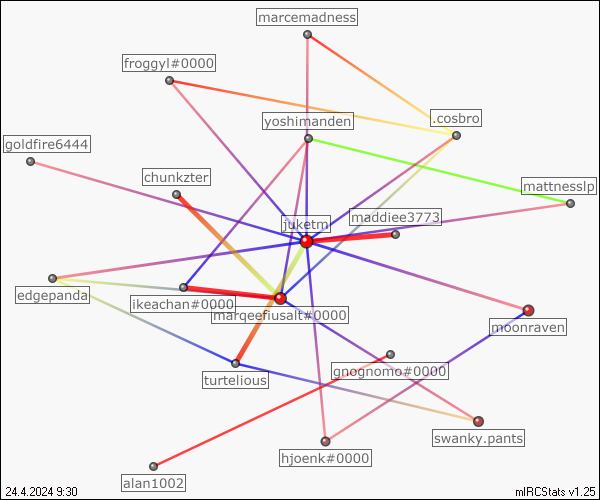 marcemadness
froggyl#0000
yoshimanden
.cosbro
goldfire6444
chunkzter
mattnesslp
juketm
maddiee3773
edgepanda
ikeachan#0000
marqeefiusalt#0000
moonraven
gnognomo#0000
turtelious
swanky.pants
hjoenk#0000
alan1002
24.4.2024 9:30
mIRCStats v1.25